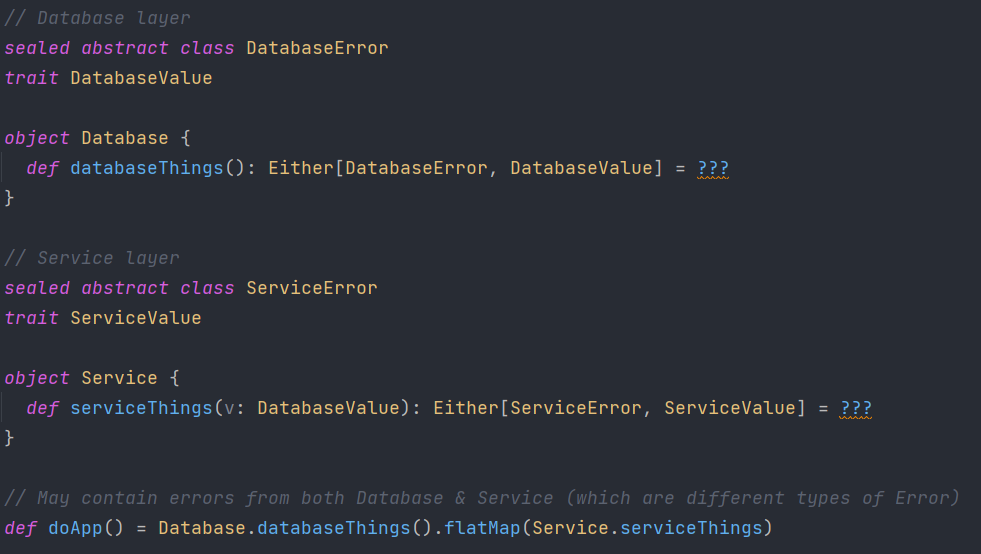 // Database layer
sealed abstract class DatabaseError
trait DatabaseValue
object Database {
  def databaseThings(): Either[DatabaseError, DatabaseValue] = ???
}
// Service layer
sealed abstract class ServiceError
trait ServiceValue
object Service {
  def serviceThings(v: DatabaseValue): Either[ServiceError, ServiceValue] = ???
}
// May contain errors from both Database & Service (which are different types of Error)
def doApp() = Database.databaseThings().flatMap(Service.serviceThings)